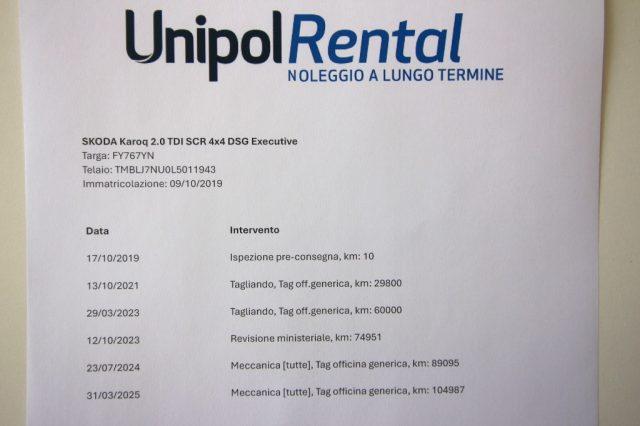 UnipolRental
NOLEGGIO A LUNGO TERMINE
SKODA Karoq 2.0 TDI SCR 4x4 DSG Executive
Targa: FY767YN
Telaio: TMBLJ7NU0L5011943
Immatricolazione: 09/10/2019
Data Intervento
17/10/2019 Ispezione pre-consegna, km: 10
13/10/2021 Tagliando, Tag off.generica, km: 29800
29/03/2023 Tagliando, Tag off.generica, km: 60000
12/10/2023 Revisione ministeriale, km: 74951
23/07/2024 Meccanica [tutte], Tag officina generica, km: 89095
31/03/2025 Meccanica [tutte], Tag officina generica, km: 104987